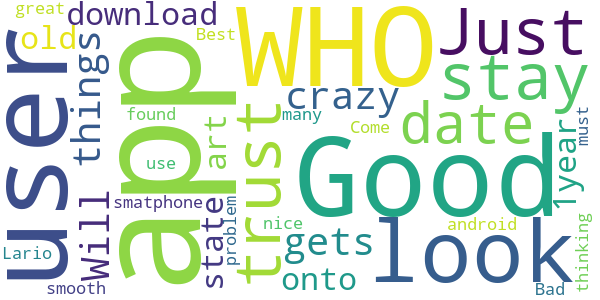 great
download
old
Best
user
things
app
WHO
Just
stay
crazy
found
many
art
trust
Come
date
1year
must
use
Good
Will
smatphone
state
problem
nice
gets
look
android
thinking
Lario
onto
smooth
Bad